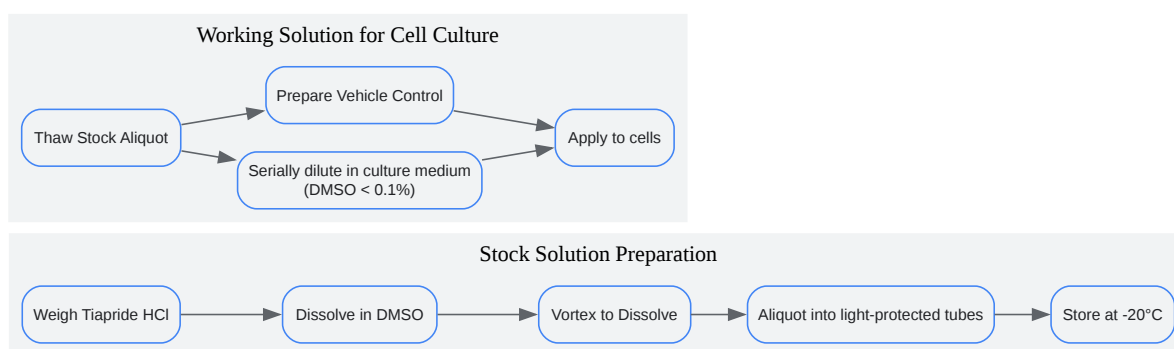 Working Solution for Cell Culture
Prepare Vehicle Control
Thaw Stock Aliquot
Apply to cells
Serially dilute in culture medium
(DMSO < 0.1%)
Stock Solution Preparation
Weigh Tiapride HCl
Dissolve in DMSO
Vortex to Dissolve
Aliquot into light-protected tubes
Store at -20°C